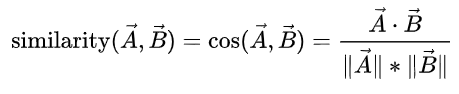 similarity(A⃗, B⃗) = cos(A⃗, B⃗) = A⃗ · B⃗ / ‖A⃗‖ * ‖B⃗‖